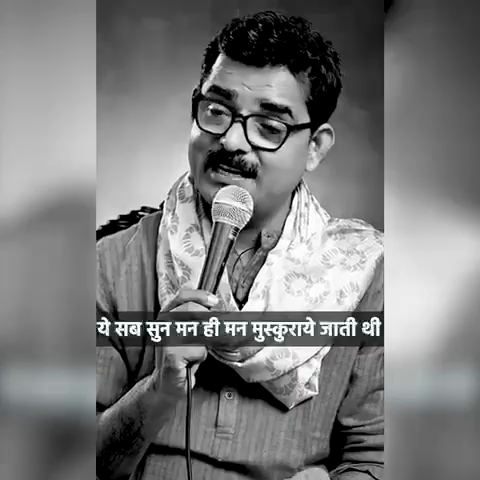 ये सब सुन मन ही मन मुस्कुराये जाती थी